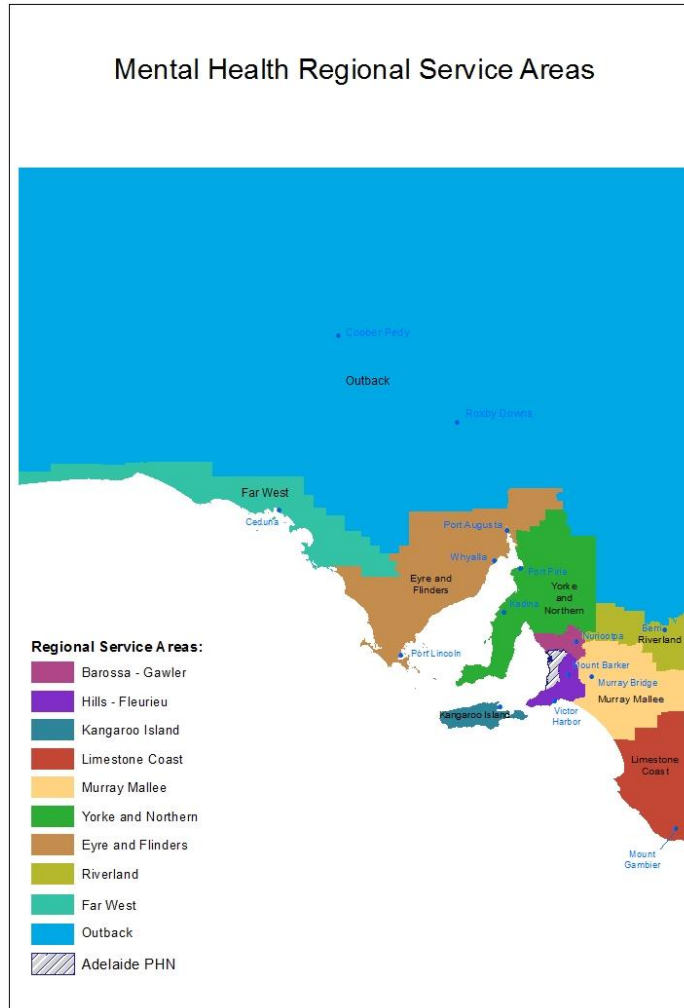 Mental Health Regional Service Areas
Coober Pedy
Outback
Roxby Downs
Far West
Ceduna
Port Augusta
Whyalla
Port Pirie
Eyre and
Flinders
Yorke
and
Northern
Kadina
Berri
Riverland
Nuriootpa
Port Lincoln
Mount Barker
Murray Bridge
Murray Mallee
Kangaroo Island
Victor
Harbor
Limestone
Coast
Mount
Gambier
Regional Service Areas:
Barossa - Gawler
Hills - Fleurieu
Kangaroo Island
Limestone Coast
Murray Mallee
Yorke and Northern
Eyre and Flinders
Riverland
Far West
Outback
Adelaide PHN